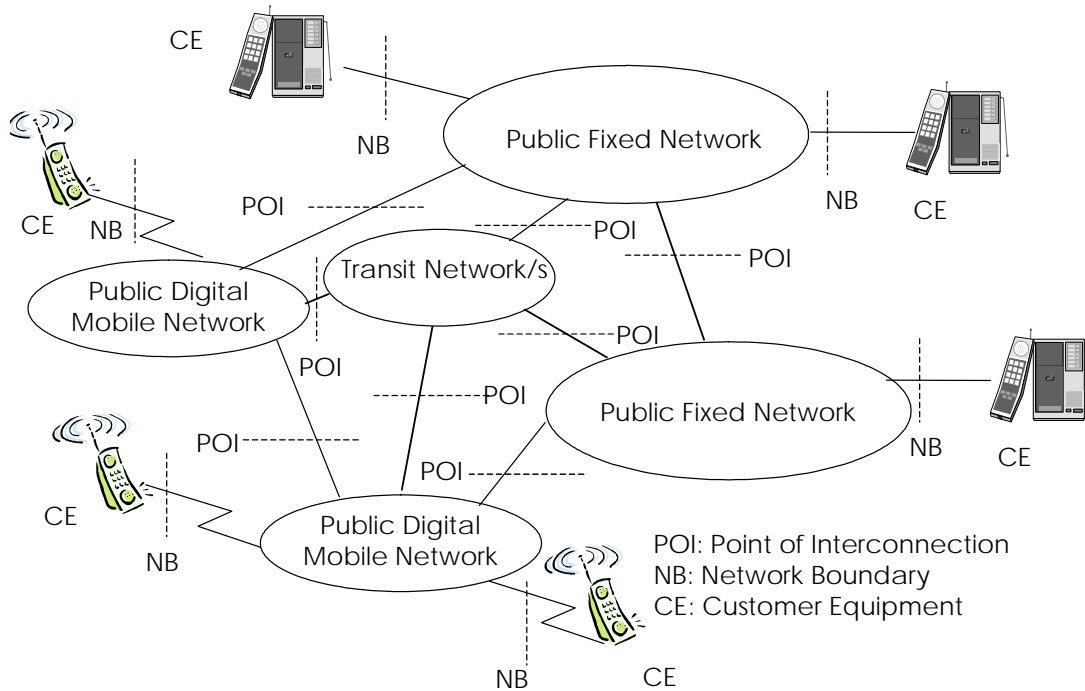 CE
Public Fixed Network
NB
NB
CE
CE
NB
POI
POI
POI
Transit Network/s
Public Digital
Mobile Network
POI
POI
POI
Public Fixed Network
POI
POI
NB
CE
CE
NB
Public Digital
Mobile Network
POI: Point of Interconnection
NB: Network Boundary
CE: Customer Equipment
NB
CE